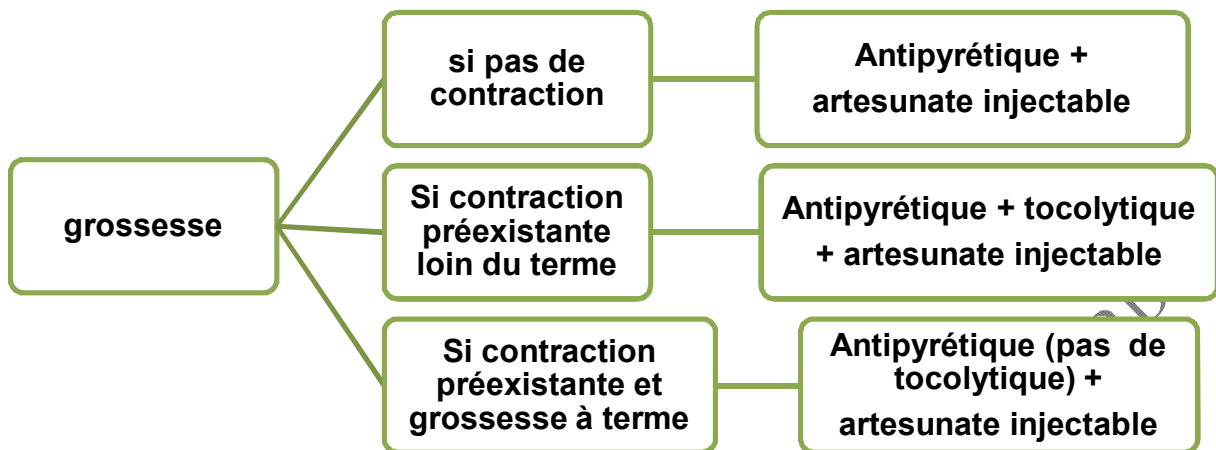 si pas de
contraction
Antipyrétique +
artesunate injectable
grossesse
Si contraction
préexistante
loin du terme
Antipyrétique + tocolytique
+ artesunate injectable
Si contraction
préexistante et
grossesse à terme
Antipyrétique (pas de
tocolytique) +
artesunate injectable